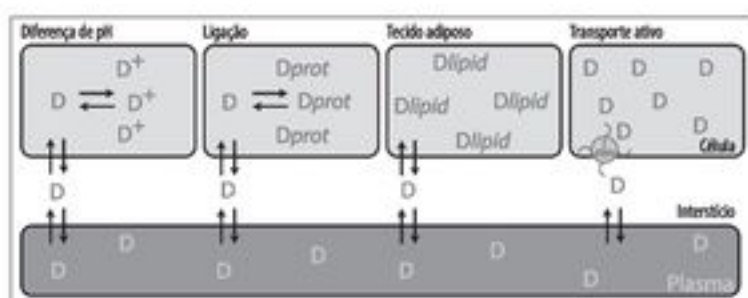 Diferença de pH
Ligação
Tecido adiposo
Transporte ativo
D D+ D+ D+
D Dprot Dprot Dprot
Dlipid Dlipid Dlipid Dlipid
D D D D D D D
Célula
D D D D
Interstício
D D D D D D D D D
Plasma